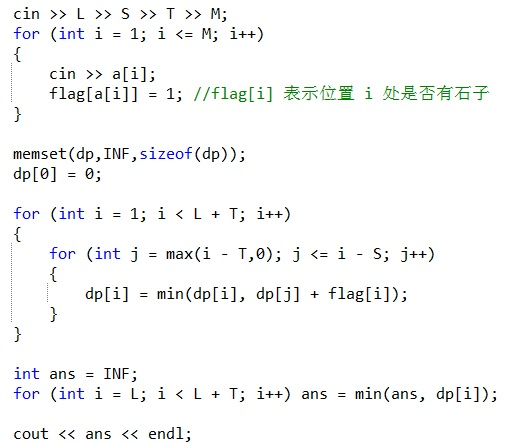 cin >> L >> S >> T >> M;
for (int i = 1; i <= M; i++)
{
    cin >> a[i];
    flag[a[i]] = 1; //flag[i] 表示位置 i 处是否有石子
}

memset(dp,INF,sizeof(dp));
dp[0] = 0;

for (int i = 1; i < L + T; i++)
{
    for (int j = max(i - T,0); j <= i - S; j++)
    {
        dp[i] = min(dp[i], dp[j] + flag[i]);
    }
}

int ans = INF;
for (int i = L; i < L + T; i++) ans = min(ans, dp[i]);

cout << ans << endl;